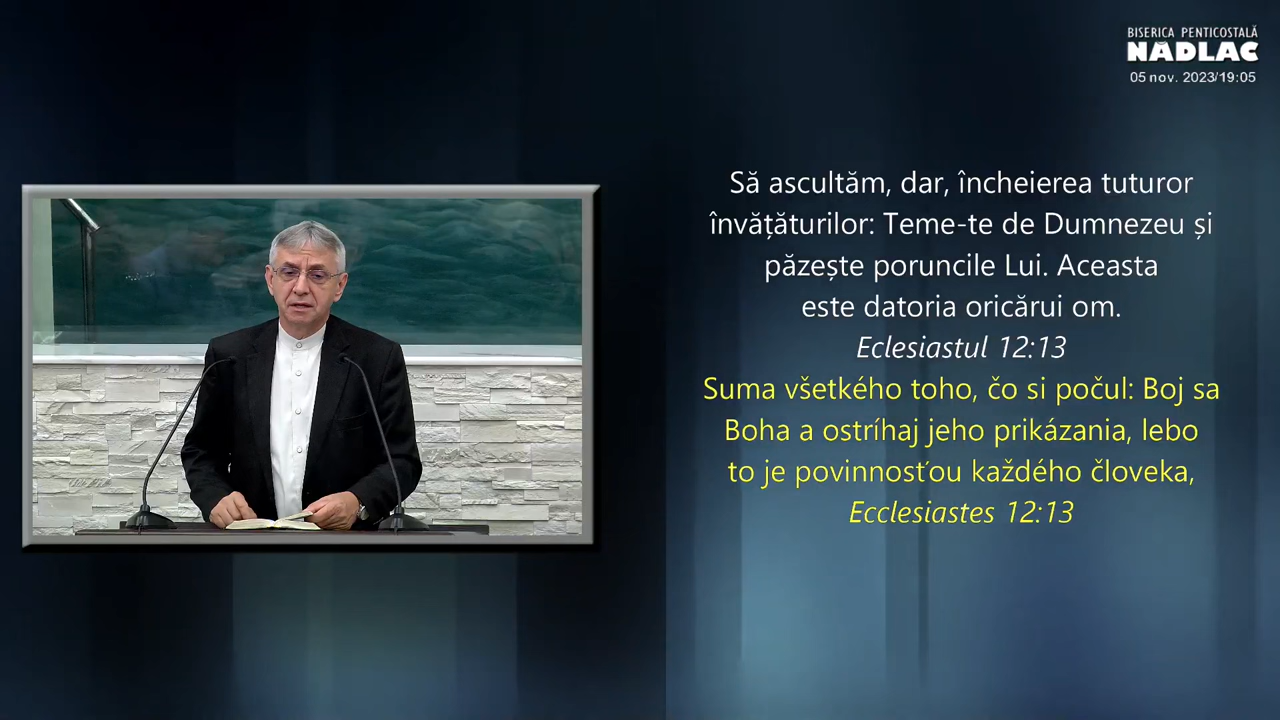 BISERICA PENTICOSTALĂ
NĂDLAC
05 nov. 2023/19:05
Să ascultăm, dar, încheierea tuturor
învățăturilor: Teme-te de Dumnezeu și
păzește poruncile Lui. Aceasta
este datoria oricărui om.
Eclesiastul 12:13
Suma všetkého toho, čo si počul: Boj sa
Boha a ostríhaj jeho prikázania, lebo
to je povinnosťou každého človeka,
Ecclesiastes 12:13